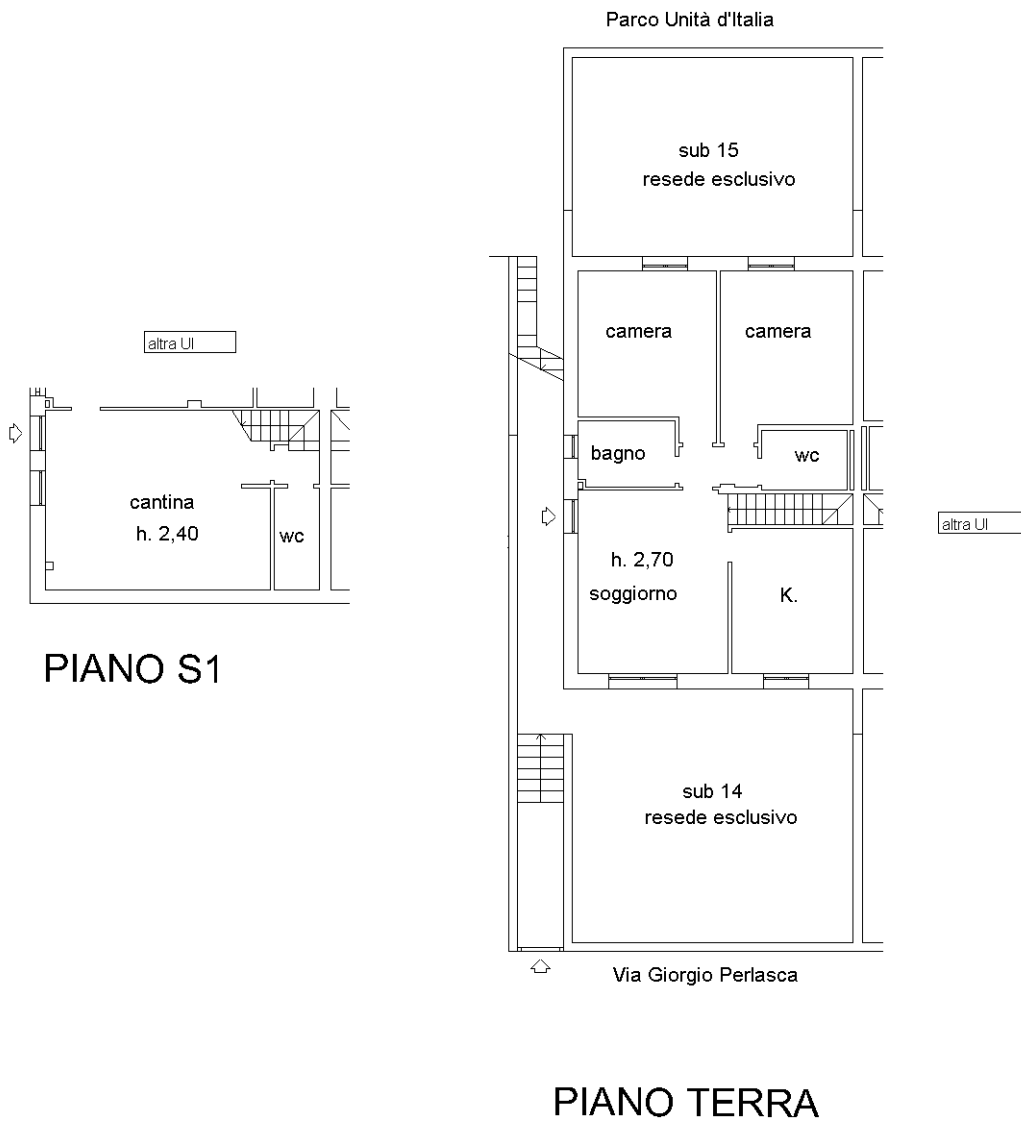 Parco Unità d'Italia
sub 15
resede esclusivo
camera
camera
bagno
wc
h. 2,70
soggiorno
K.
altra UI
sub 14
resede esclusivo
Via Giorgio Perlasca
PIANO TERRA
altra UI
cantina
h. 2,40
wc
PIANO S1